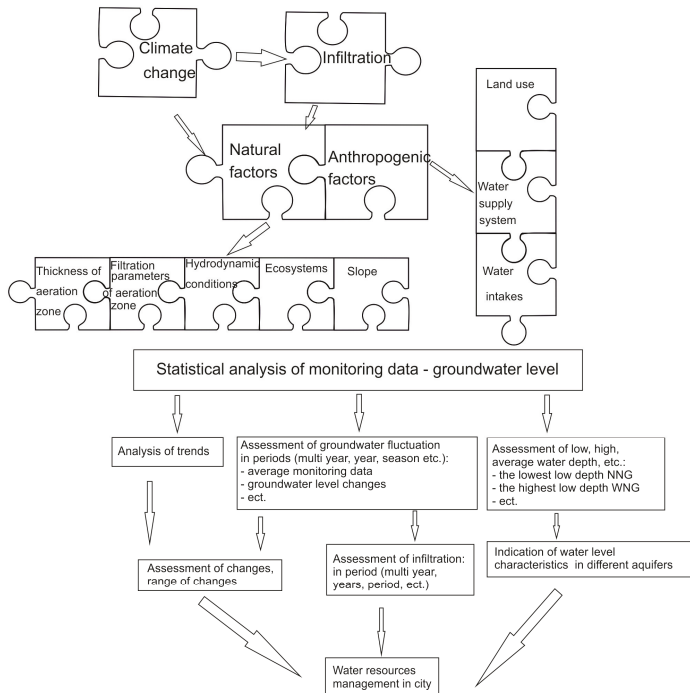 Climate
change
Infiltration
Land use
Natural
factors
Anthropogenic
factors
Water
supply
system
Water
intakes
Thickness of
aeration
zone
Filtration
parameters
of aeration
zone
Hydrodynamic
conditions
Ecosystems
Slope
Statistical analysis of monitoring data - groundwater level
Analysis of trends
Assessment of groundwater fluctuation
in periods (multi year, year, season etc.):
- average monitoring data
- groundwater level changes
- ect.
Assessment of low, high,
average water depth, etc.:
- the lowest low depth NNG
- the highest low depth WNG
- ect.
Assessment of changes,
range of changes
Assessment of infiltration:
in period (multi year,
years, period, ect.)
Indication of water level
characteristics in different aquifers
Water resources
management in city